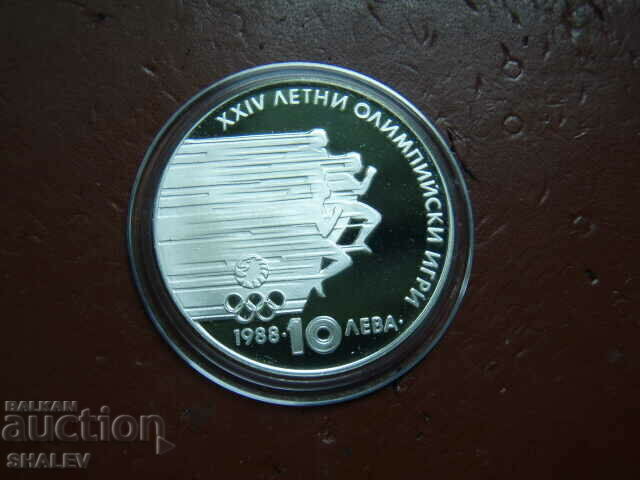 XXIV ЛЕТНИ ОЛИМПИЙСКИ ИГРИ
1988 · 10 ЛЕВА ·
BALKAN
auction
SHALEV